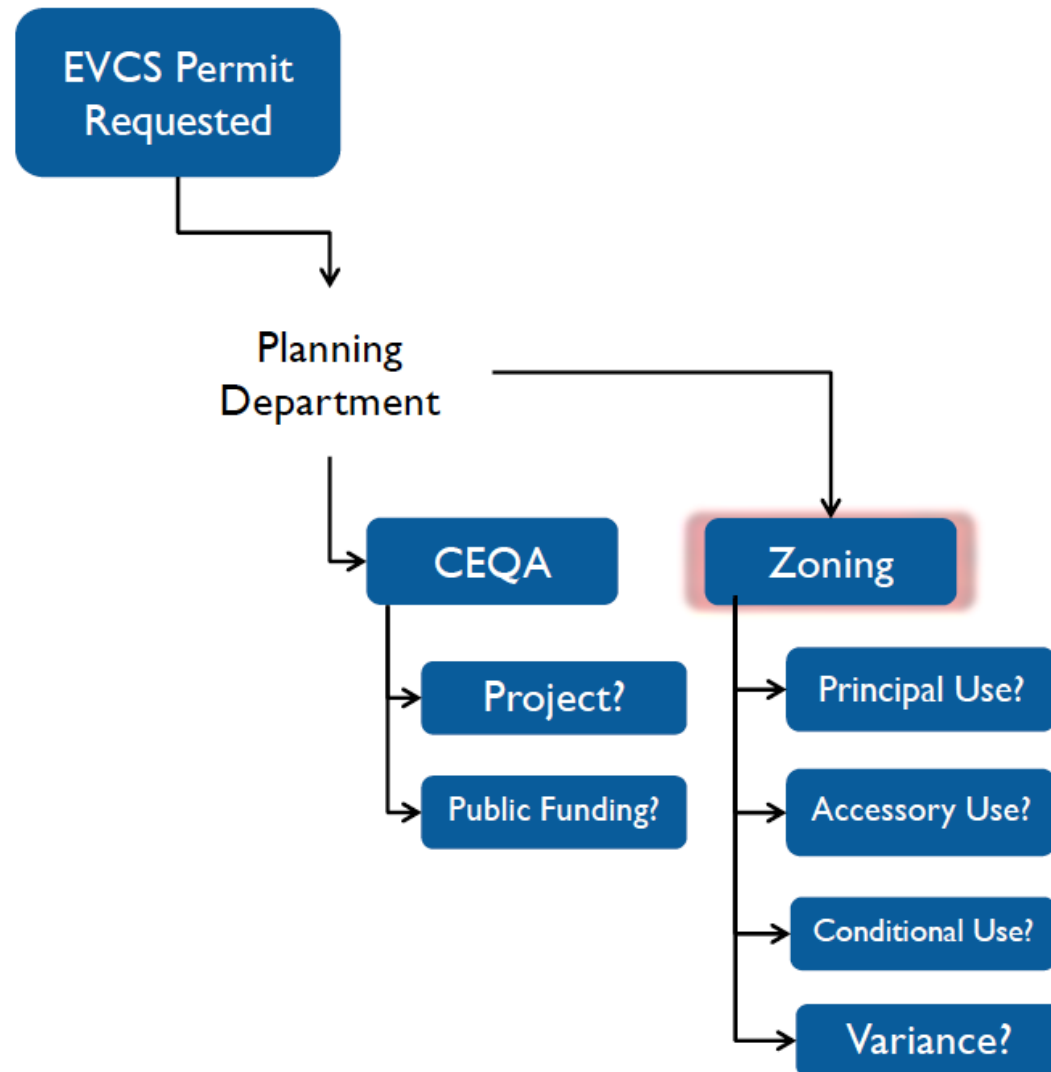 EVCS Permit
Requested
Planning
Department
CEQA
Zoning
Project?
Principal Use?
Public Funding?
Accessory Use?
Conditional Use?
Variance?